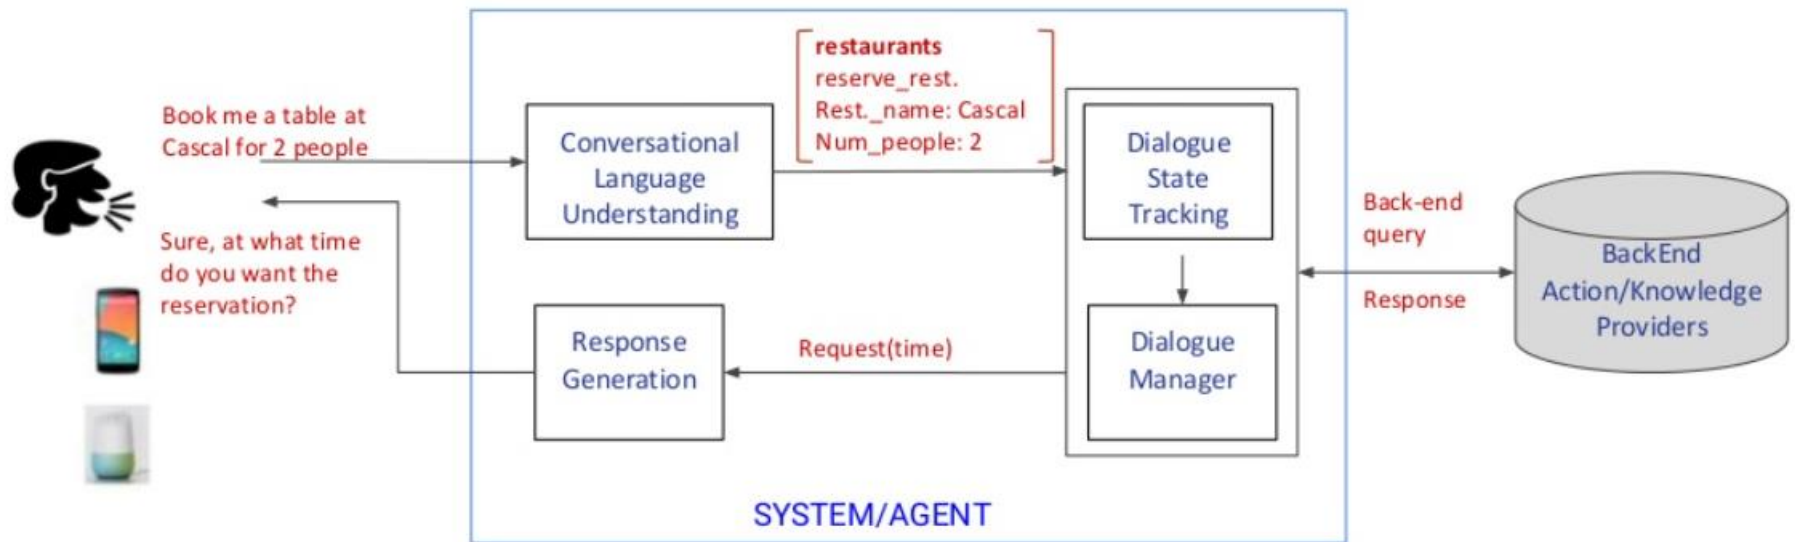 Book me a table at
Cascal for 2 people
Sure, at what time
do you want the
reservation?
Conversational
Language
Understanding
restaurants
reserve_rest.
Rest._name: Cascal
Num_people: 2
Dialogue
State
Tracking
Dialogue
Manager
Request(time)
Response
Generation
Back-end
query
Response
BackEnd
Action/Knowledge
Providers
SYSTEM/AGENT